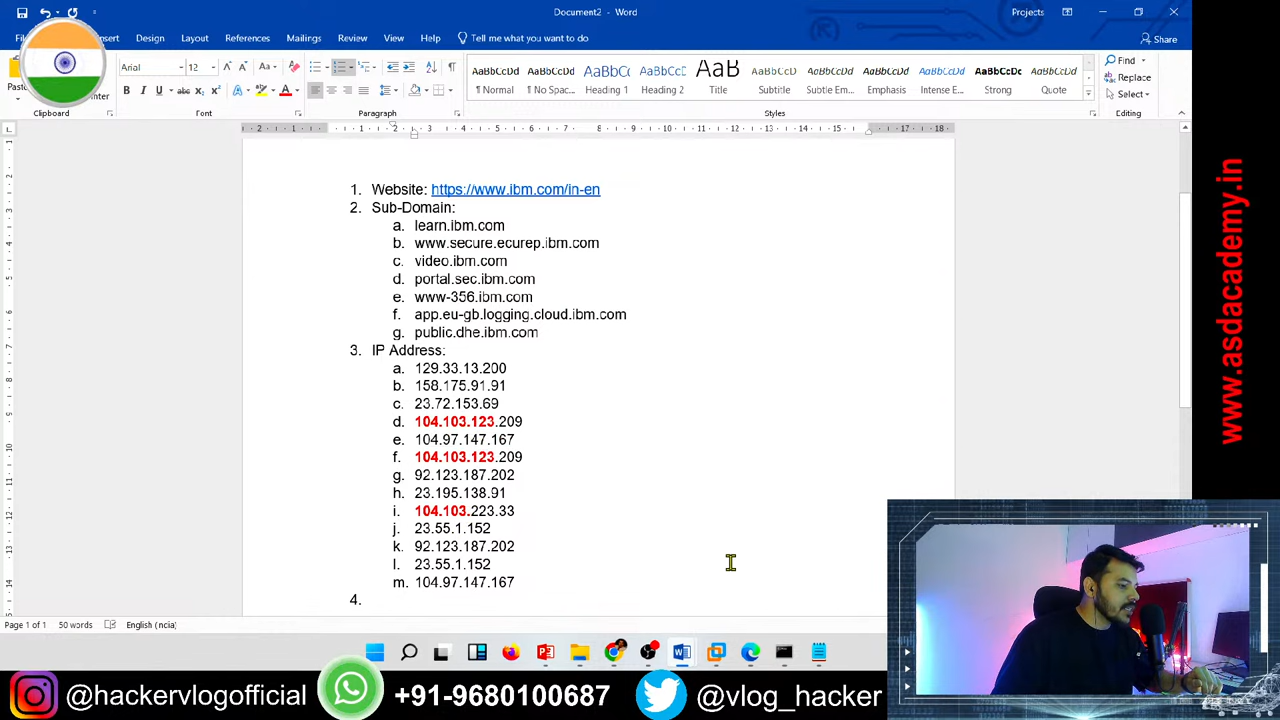 Document2 - Word
Projects
Design Layout References Mailings Review View Help Tell me what you want to do
Share
Arial
12
Aa
AaBbCcDd AaBbCcDd AaBbCc AaBbCcC AaB AaBbCcD AaBbCcDd AaBbCcDd AaBbCcDd AaBbCcDc AaBbCcDd
¶ Normal ¶ No Spac... Heading 1 Heading 2 Title Subtitle Subtle Em... Emphasis Intense E... Strong Quote
Find
Replace
Select
Clipboard Font Paragraph Styles Editing
1. Website: https://www.ibm.com/in-en
2. Sub-Domain:
a. learn.ibm.com
b. www.secure.ecurep.ibm.com
c. video.ibm.com
d. portal.sec.ibm.com
e. www-356.ibm.com
f. app.eu-gb.logging.cloud.ibm.com
g. public.dhe.ibm.com
3. IP Address:
a. 129.33.13.200
b. 158.175.91.91
c. 23.72.153.69
d. 104.103.123.209
e. 104.97.147.167
f. 104.103.123.209
g. 92.123.187.202
h. 23.195.138.91
i. 104.103.223.33
j. 23.55.1.152
k. 92.123.187.202
l. 23.55.1.152
m. 104.97.147.167
4.
Page 1 of 1 50 words English (India)
www.asdacademy.in
@hackervlogofficial
+91-9680100687
@vlog_hacker